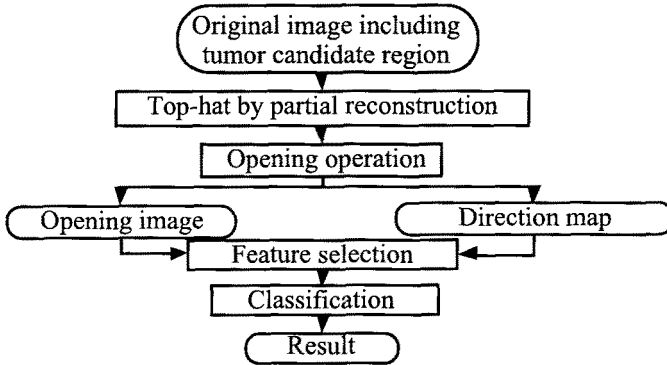 Original image including
tumor candidate region
Top-hat by partial reconstruction
Opening operation
Opening image
Direction map
Feature selection
Classification
Result